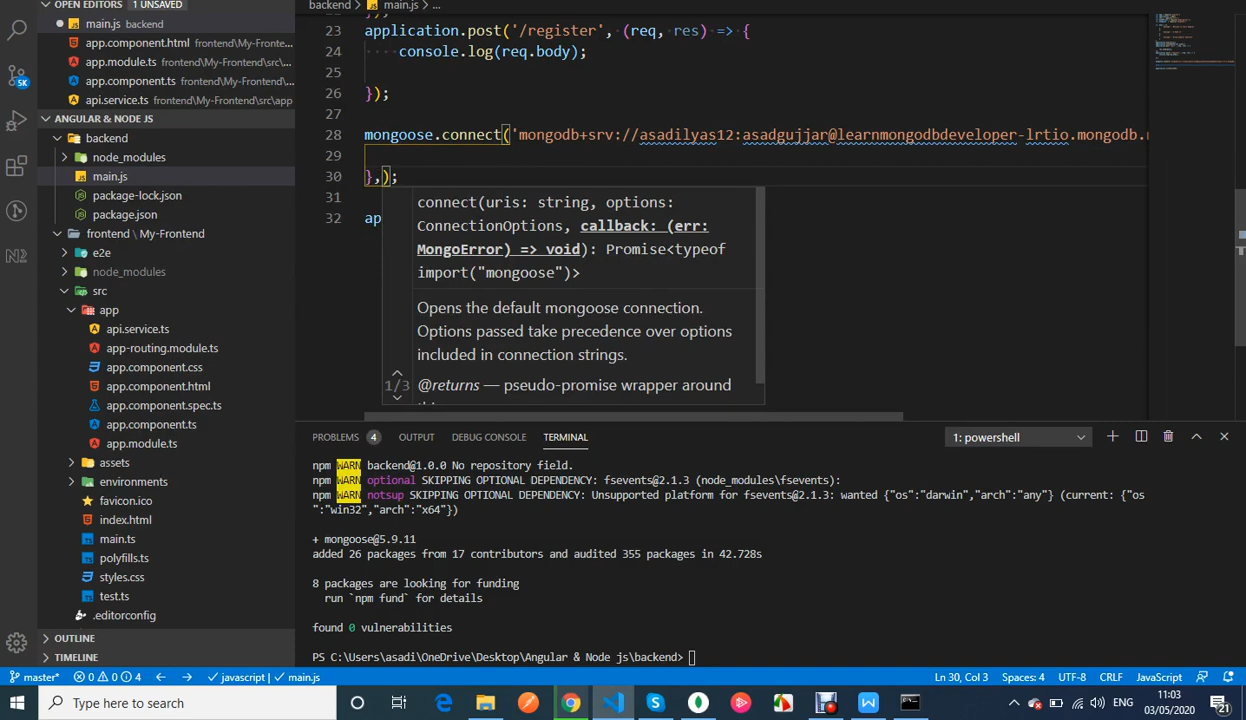 OPEN EDITORS 1 UNSAVED
main.js backend
app.component.html frontend\My-Fronte...
app.module.ts frontend\My-Frontend\src\...
app.component.ts frontend\My-Frontend\...
api.service.ts frontend\My-Frontend\src\app
5K
ANGULAR & NODE JS
backend
node_modules
main.js
package-lock.json
package.json
frontend \ My-Frontend
e2e
node_modules
src
app
api.service.ts
app-routing.module.ts
app.component.css
app.component.html
app.component.spec.ts
app.component.ts
app.module.ts
assets
environments
favicon.ico
index.html
main.ts
polyfills.ts
styles.css
test.ts
.editorconfig
OUTLINE
TIMELINE
backend > main.js > ...
23 application.post('/register', (req, res) => {
24 console.log(req.body);
25
26 });
27
28 mongoose.connect('mongodb+srv://asadilyas12:asadgujjar@learnmongodbdeveloper-lrtio.mongodb.
29
30 },);
31
32 ap
connect(uris: string, options:
ConnectionOptions, callback: (err:
MongoError) => void): Promise<typeof
import("mongoose")>
Opens the default mongoose connection.
Options passed take precedence over options
included in connection strings.
1/3 @returns — pseudo-promise wrapper around
PROBLEMS 4 OUTPUT DEBUG CONSOLE TERMINAL 1: powershell
npm WARN backend@1.0.0 No repository field.
npm WARN optional SKIPPING OPTIONAL DEPENDENCY: fsevents@2.1.3 (node_modules\fsevents):
npm WARN notsup SKIPPING OPTIONAL DEPENDENCY: Unsupported platform for fsevents@2.1.3: wanted {"os":"darwin","arch":"any"} (current: {"os
":"win32","arch":"x64"})
+ mongoose@5.9.11
added 26 packages from 17 contributors and audited 355 packages in 42.728s
8 packages are looking for funding
run `npm fund` for details
found 0 vulnerabilities
PS C:\Users\asadi\OneDrive\Desktop\Angular & Node js\backend>
master* 0 0 4 javascript main.js Ln 30, Col 3 Spaces: 4 UTF-8 CRLF JavaScript
Type here to search
ENG
11:03
03/05/2020
21